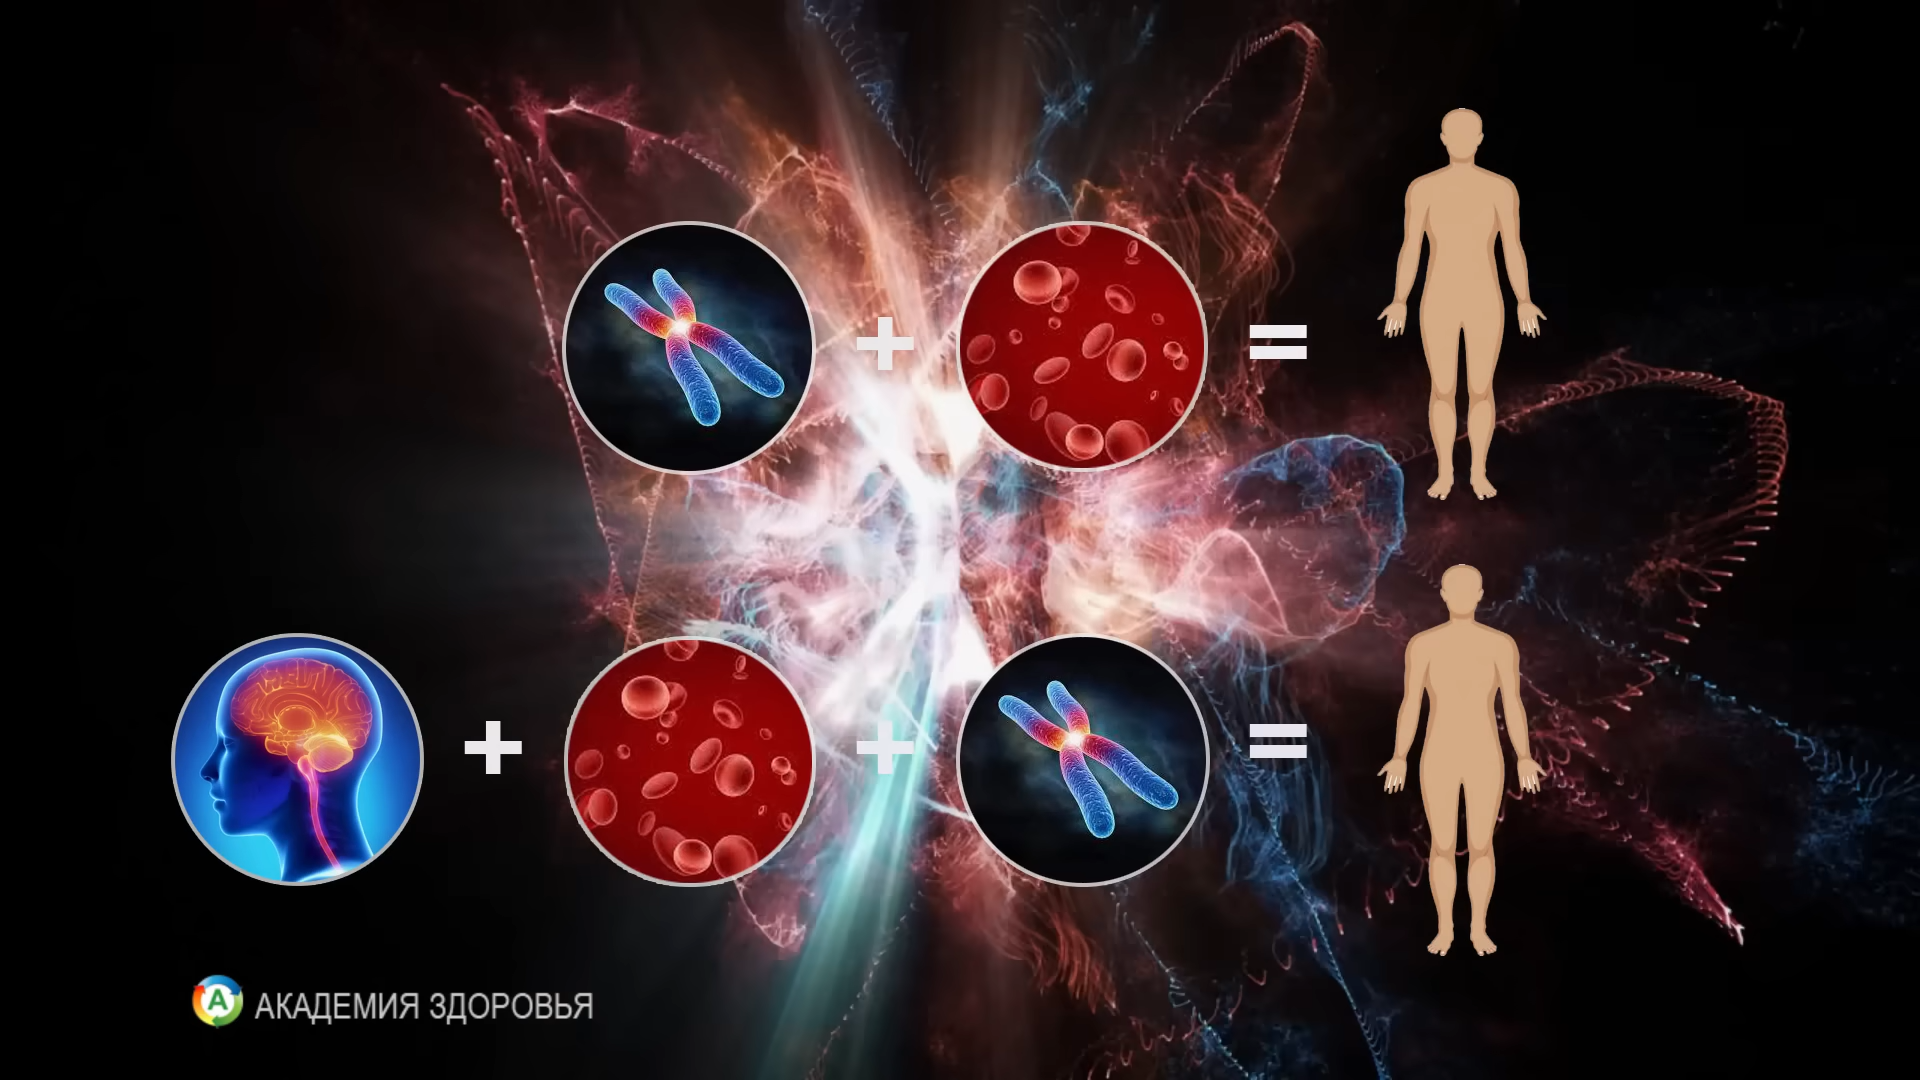 + =
+ + =
А АКАДЕМИЯ ЗДОРОВЬЯ